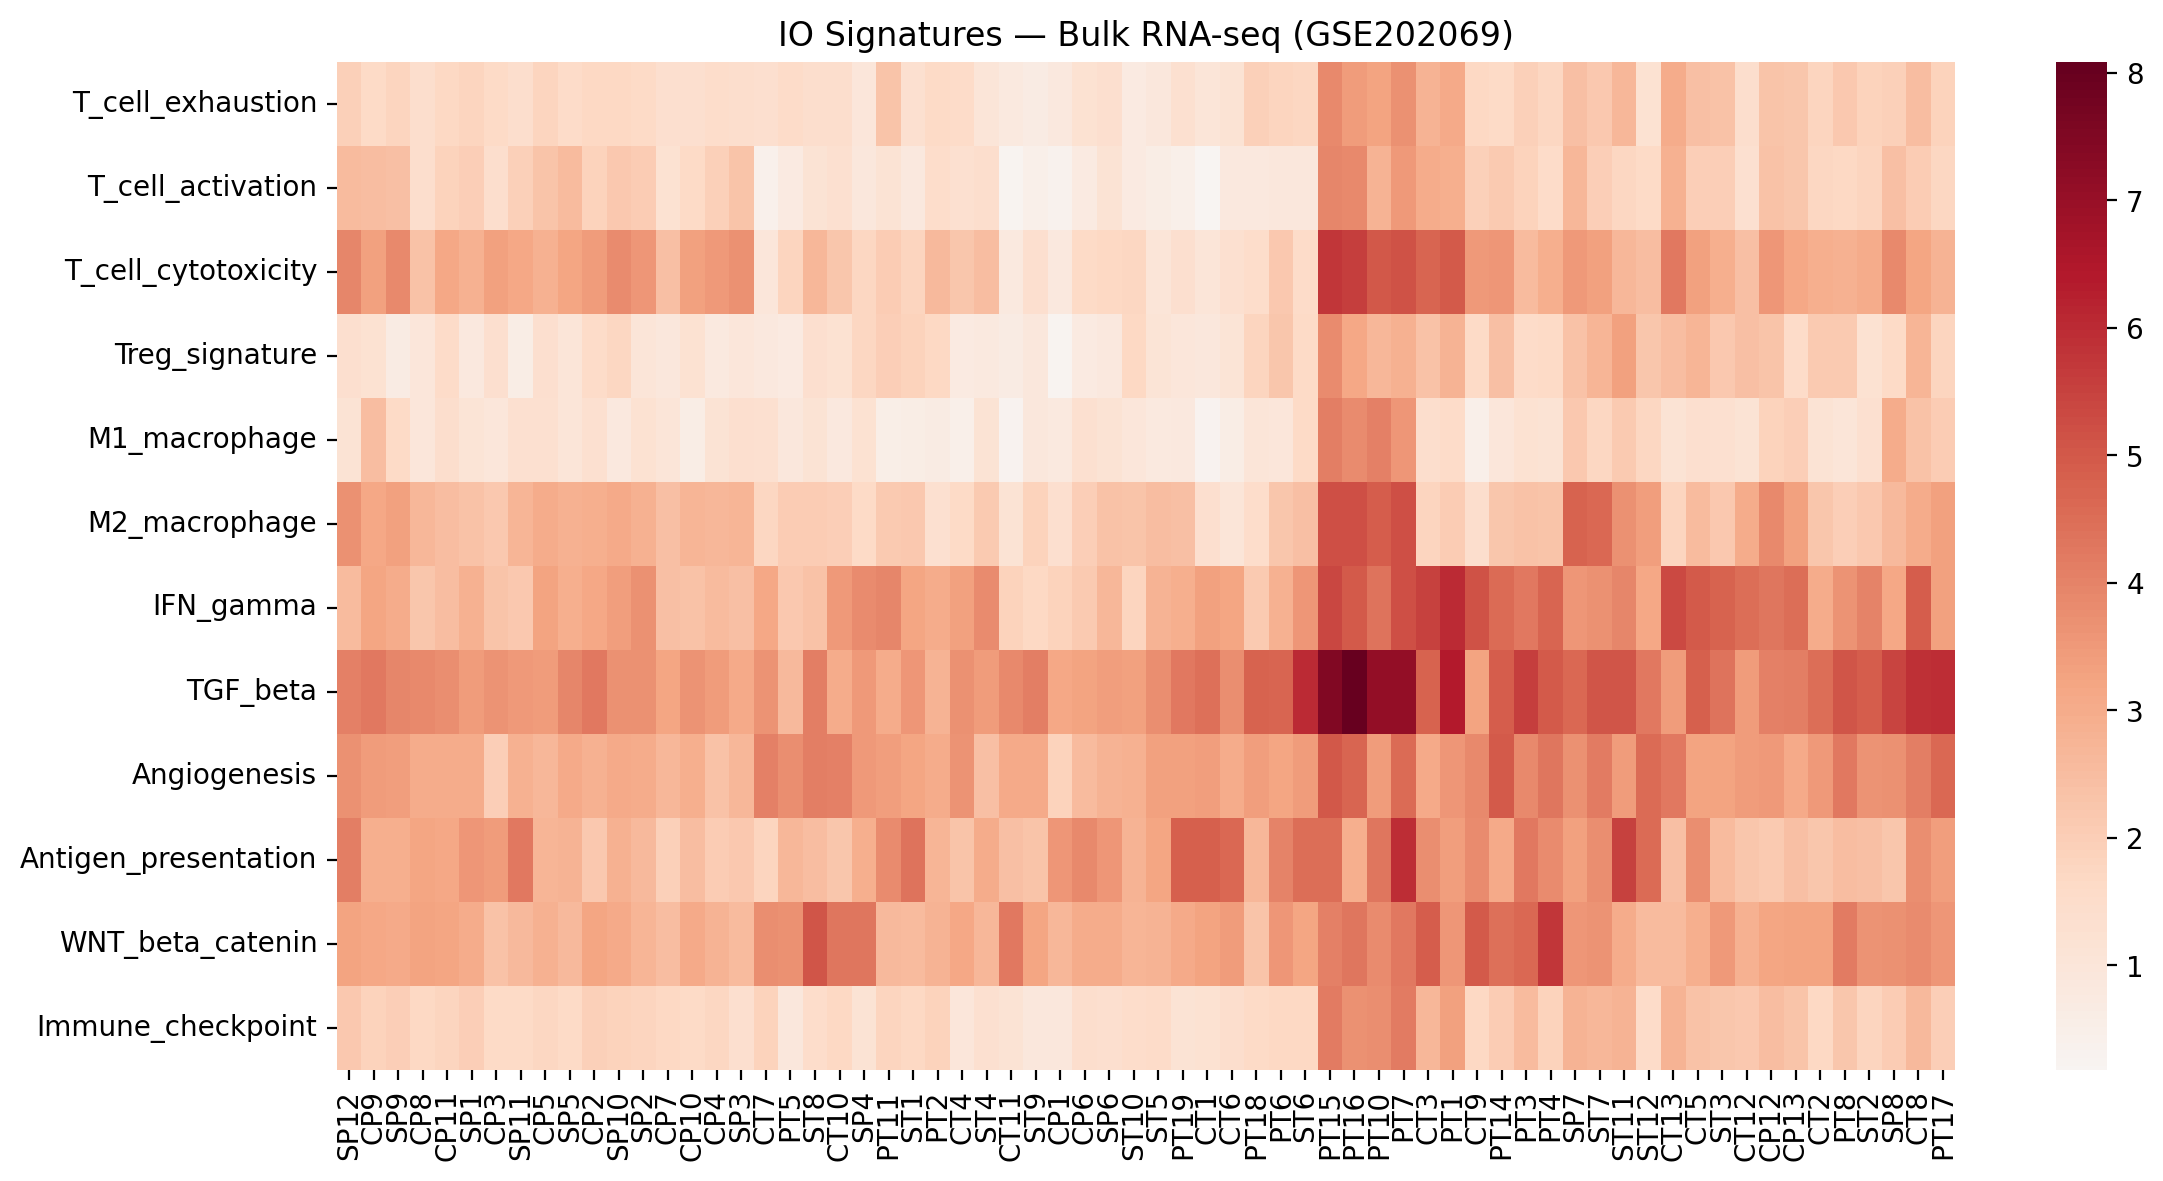 IO Signatures — Bulk RNA-seq (GSE202069)
T_cell_exhaustion
T_cell_activation
T_cell_cytotoxicity
Treg_signature
M1_macrophage
M2_macrophage
IFN_gamma
TGF_beta
Angiogenesis
Antigen_presentation
WNT_beta_catenin
Immune_checkpoint
SP12 CP9 SP9 CP8 CP11 SP1 CP3 SP11 CP5 SP5 CP2 SP10 SP2 CP7 CP10 CP4 SP3 CT7 PT5 ST8 CT10 SP4 PT11 ST1 PT2 CT4 ST4 CT11 ST9 CP1 CP6 SP6 ST10 ST5 PT19 CT1 CT6 PT18 PT6 ST6 PT15 PT16 PT10 PT7 CT3 PT1 CT9 PT14 PT3 PT4 SP7 ST7 ST11 ST12 CT13 CT5 ST3 CT12 CP12 CP13 CT2 PT8 ST2 SP8 CT8 PT17
8
7
6
5
4
3
2
1